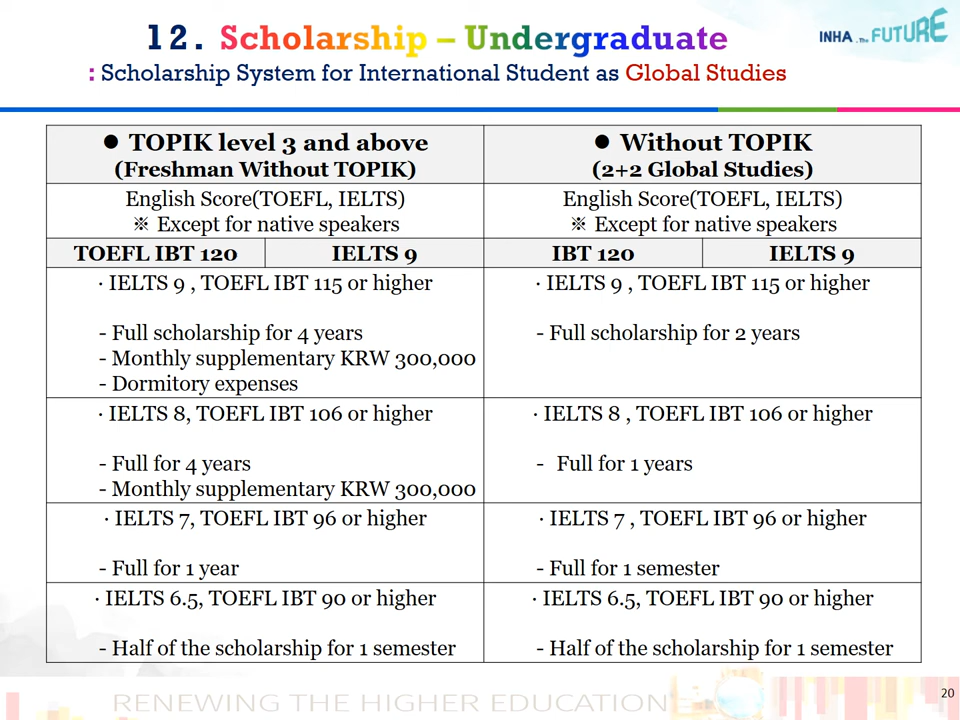 12. Scholarship – Undergraduate
INHA, The FUTURE
: Scholarship System for International Student as Global Studies
● TOPIK level 3 and above
(Freshman Without TOPIK)
● Without TOPIK
(2+2 Global Studies)
English Score(TOEFL, IELTS)
※ Except for native speakers
English Score(TOEFL, IELTS)
※ Except for native speakers
TOEFL IBT 120
IELTS 9
IBT 120
IELTS 9
· IELTS 9 , TOEFL IBT 115 or higher
- Full scholarship for 4 years
- Monthly supplementary KRW 300,000
- Dormitory expenses
· IELTS 9 , TOEFL IBT 115 or higher
- Full scholarship for 2 years
· IELTS 8, TOEFL IBT 106 or higher
- Full for 4 years
- Monthly supplementary KRW 300,000
· IELTS 8 , TOEFL IBT 106 or higher
- Full for 1 years
· IELTS 7, TOEFL IBT 96 or higher
- Full for 1 year
· IELTS 7 , TOEFL IBT 96 or higher
- Full for 1 semester
· IELTS 6.5, TOEFL IBT 90 or higher
- Half of the scholarship for 1 semester
· IELTS 6.5, TOEFL IBT 90 or higher
- Half of the scholarship for 1 semester
RENEWING THE HIGHER EDUCATION
20